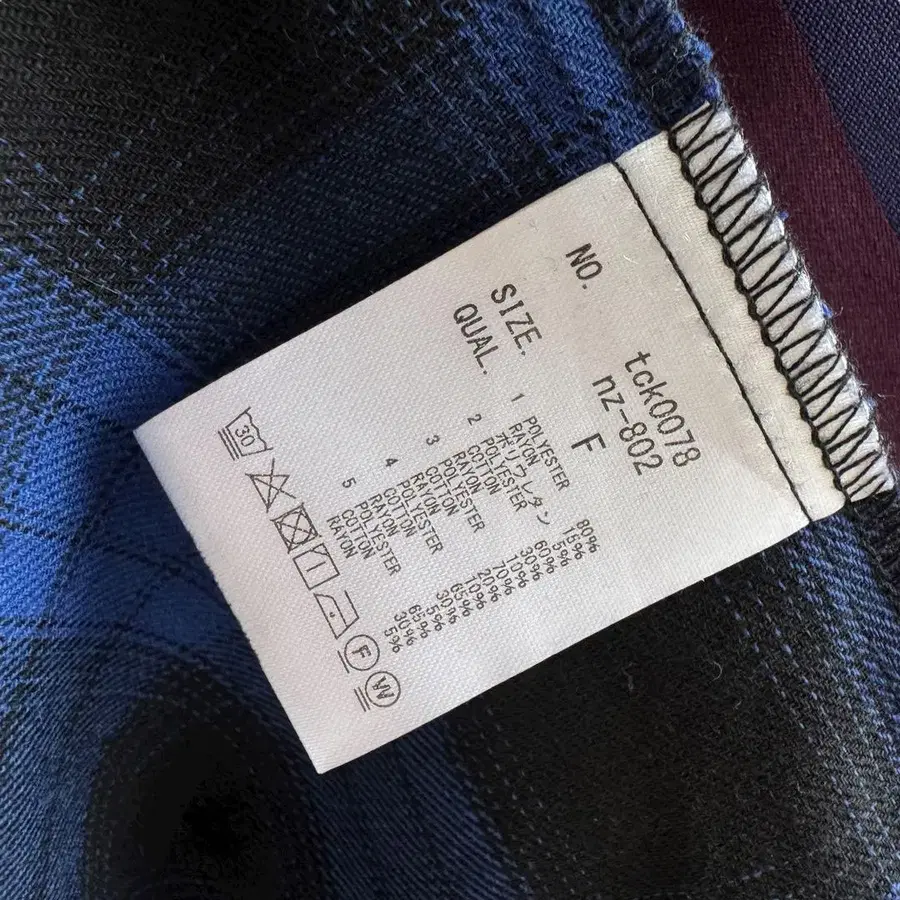 NO. tck0078
nz-802
SIZE. F
QUAL.
1 POLYESTER 80%
RAYON 15%
ポリウレタン 5%
2 POLYESTER 60%
COTTON 30%
RAYON 10%
3 POLYESTER 70%
COTTON 20%
RAYON 10%
4 POLYESTER 65%
COTTON 30%
RAYON 5%
5 POLYESTER 65%
COTTON 30%
RAYON 5%
30 F W